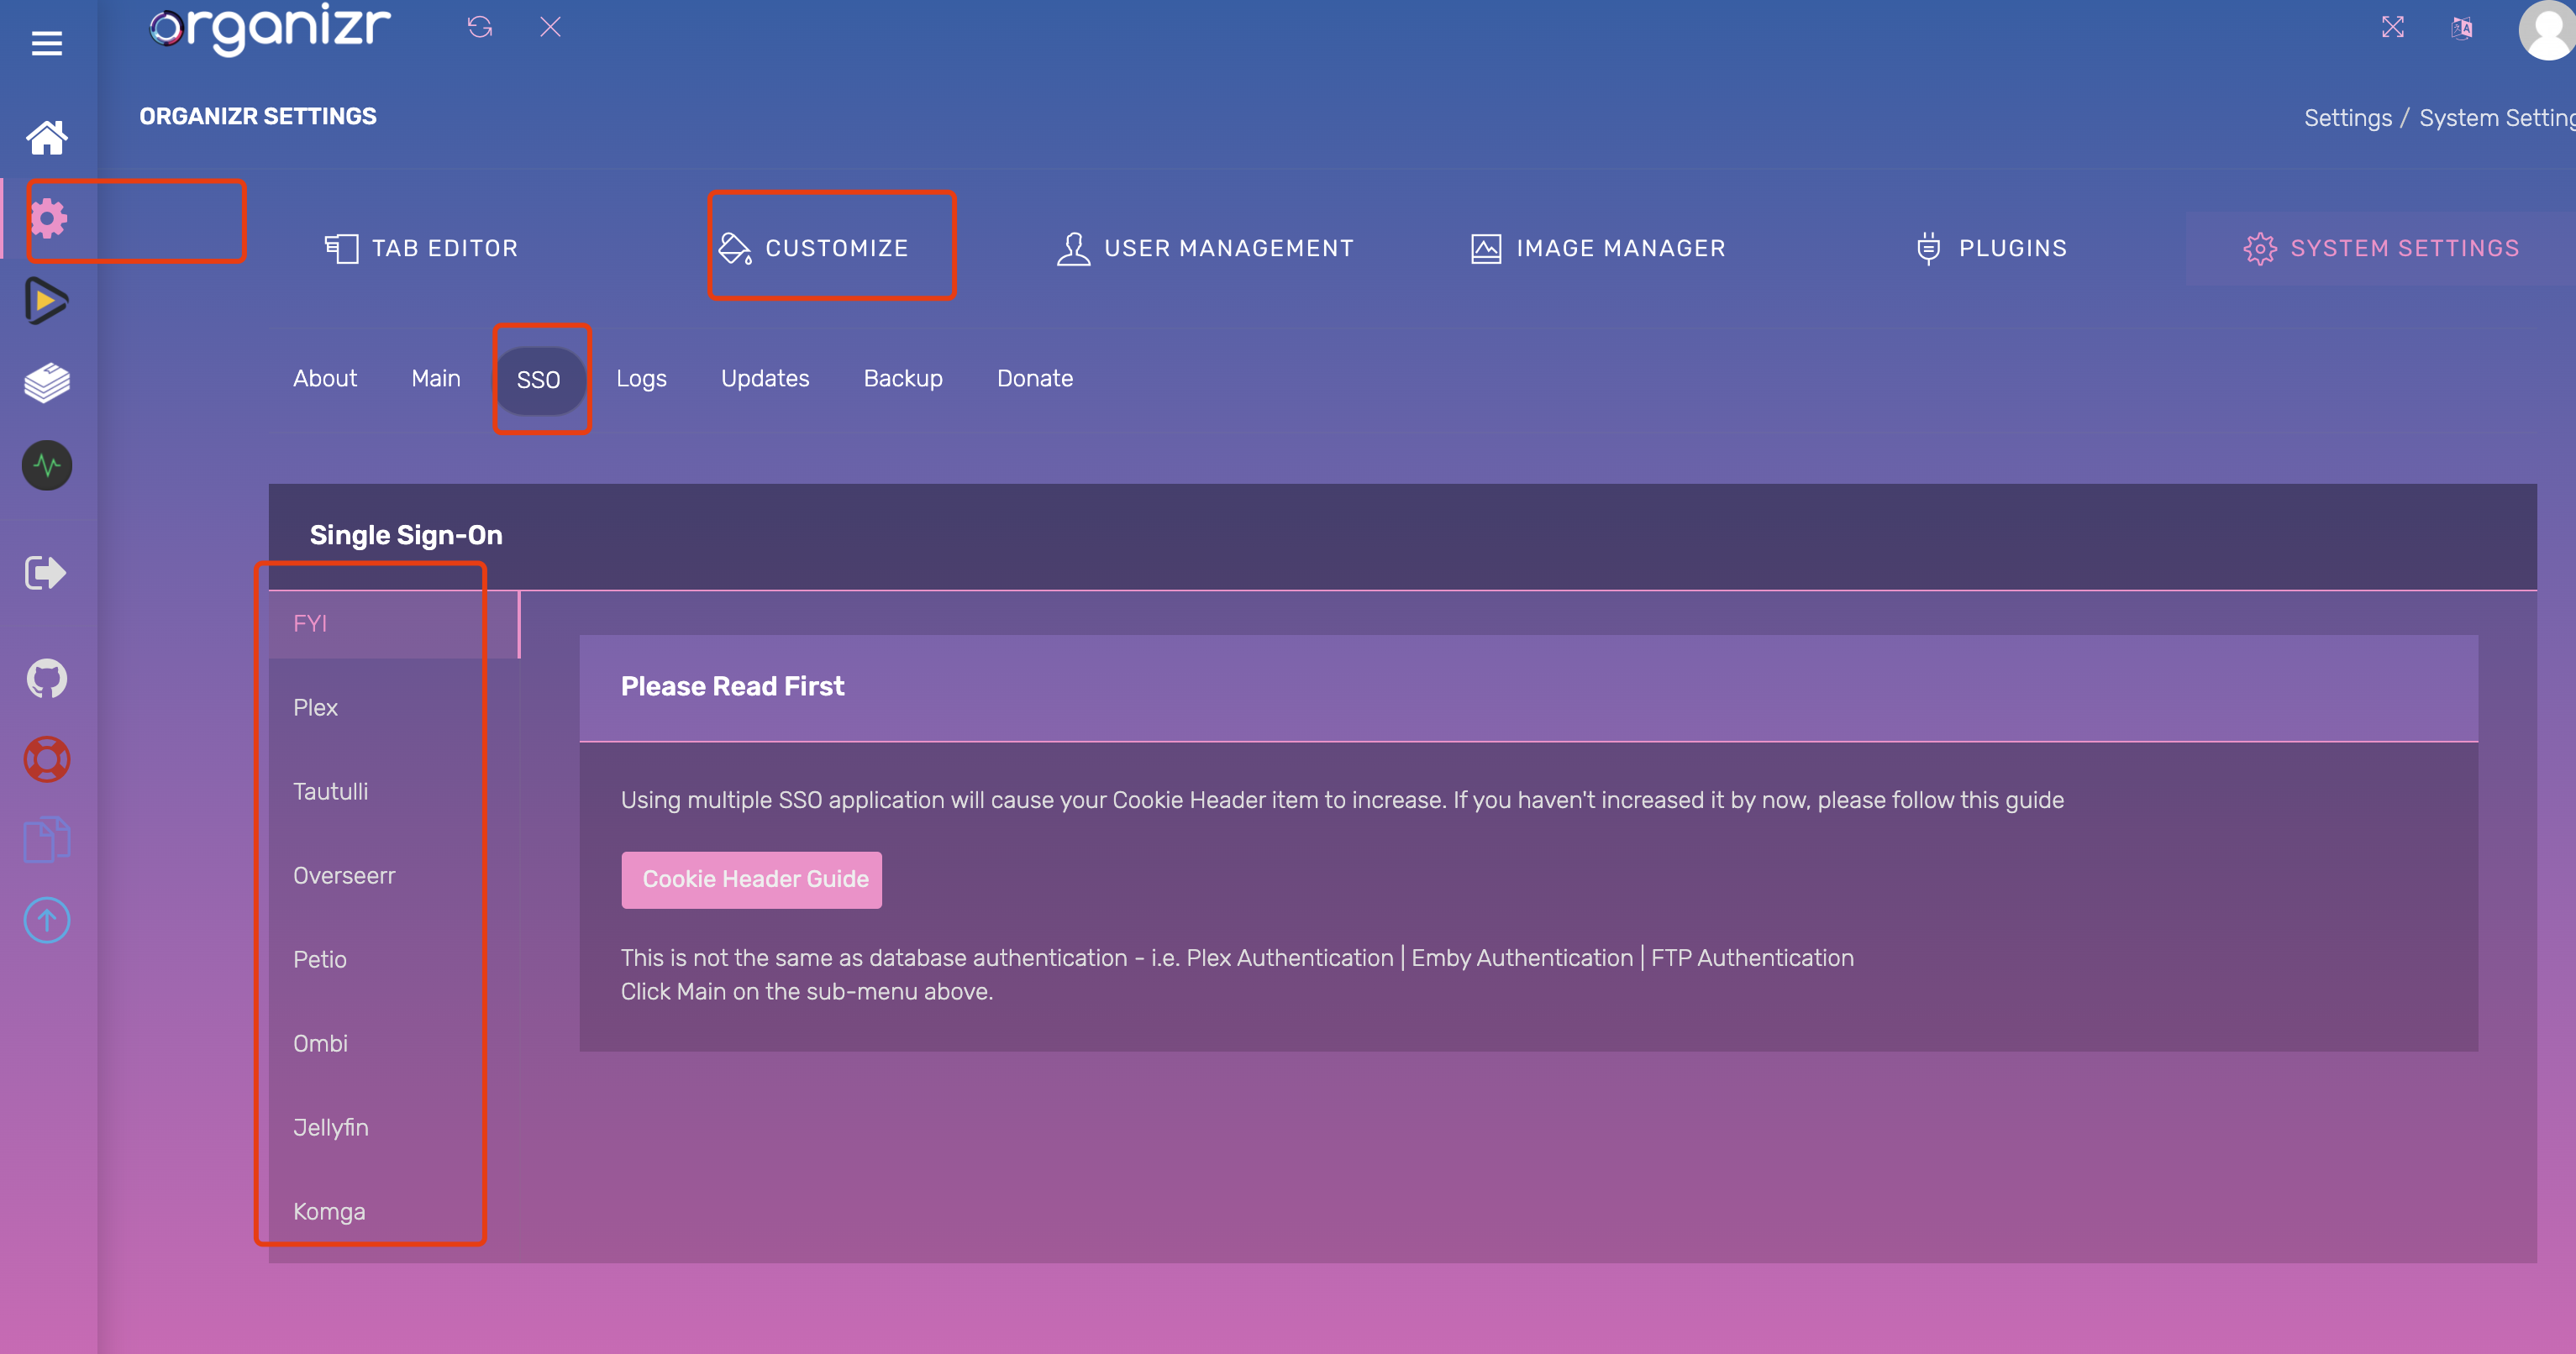 organizr
ORGANIZR SETTINGS
Settings / System Setting
TAB EDITOR
CUSTOMIZE
USER MANAGEMENT
IMAGE MANAGER
PLUGINS
SYSTEM SETTINGS
About
Main
SSO
Logs
Updates
Backup
Donate
Single Sign-On
FYI
Plex
Tautulli
Overseerr
Petio
Ombi
Jellyfin
Komga
Please Read First
Using multiple SSO application will cause your Cookie Header item to increase. If you haven't increased it by now, please follow this guide
Cookie Header Guide
This is not the same as database authentication - i.e. Plex Authentication | Emby Authentication | FTP Authentication
Click Main on the sub-menu above.